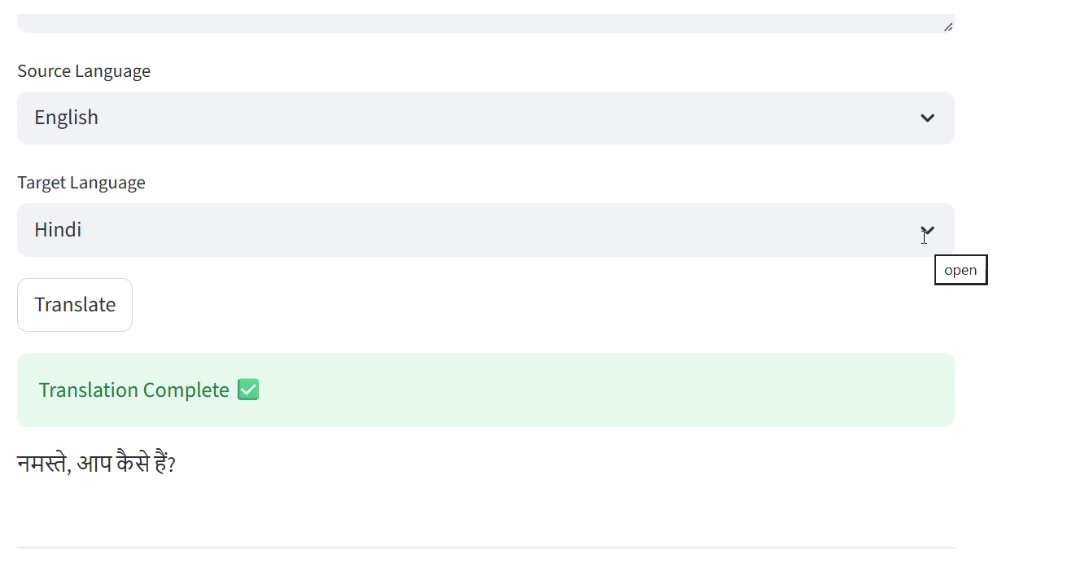 Source Language
English
Target Language
Hindi
open
Translate
Translation Complete ✅
नमस्ते, आप कैसे हैं?